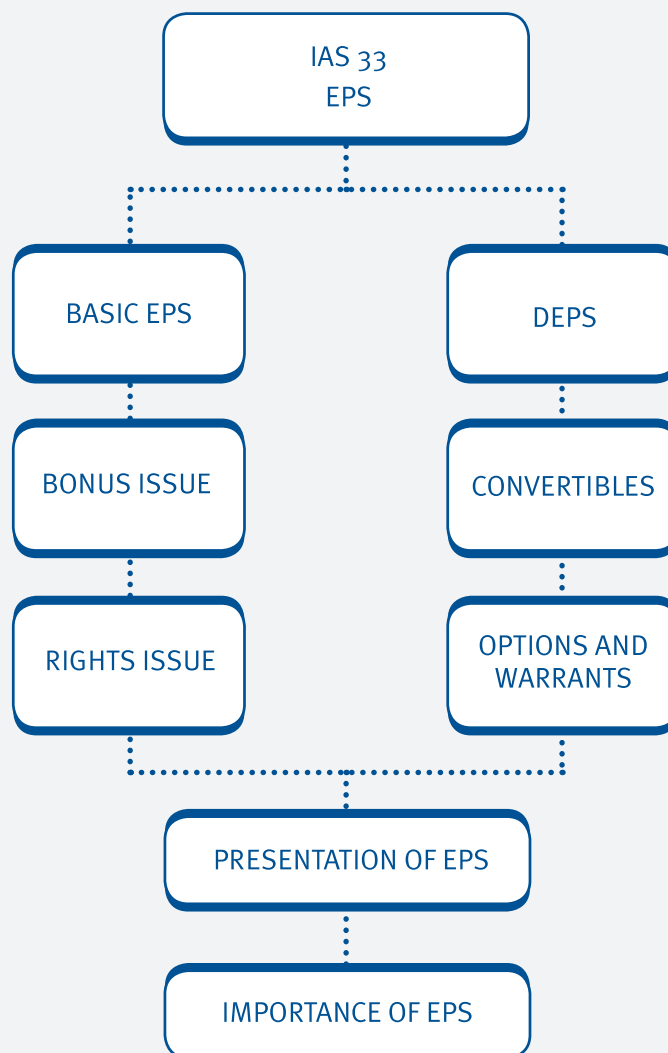 IAS 33
EPS
BASIC EPS
DEPS
BONUS ISSUE
CONVERTIBLES
RIGHTS ISSUE
OPTIONS AND
WARRANTS
PRESENTATION OF EPS
IMPORTANCE OF EPS